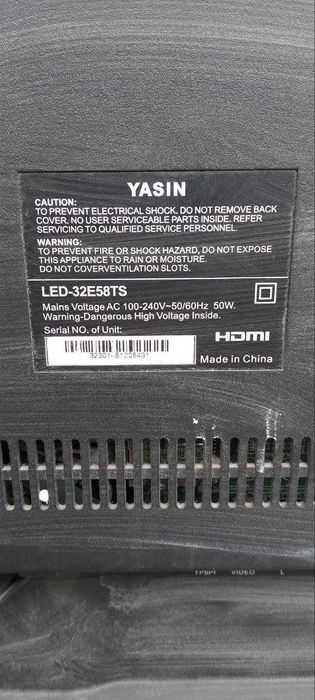 YASIN
CAUTION:
TO PREVENT ELECTRICAL SHOCK. DO NOT REMOVE BACK
COVER. NO USER SERVICEABLE PARTS INSIDE. REFER
SERVICING TO QUALIFIED SERVICE PERSONNEL.
WARNING:
TO PREVENT FIRE OR SHOCK HAZARD, DO NOT EXPOSE
THIS APPLIANCE TO RAIN OR MOISTURE.
DO NOT COVERVENTILATION SLOTS.
LED-32E58TS
Mains Voltage AC 100-240V~50/60Hz 50W.
Warning-Dangerous High Voltage Inside.
Serial NO. of Unit:
HDMI
32301-81005431
Made in China
YPBPr VIDEO L